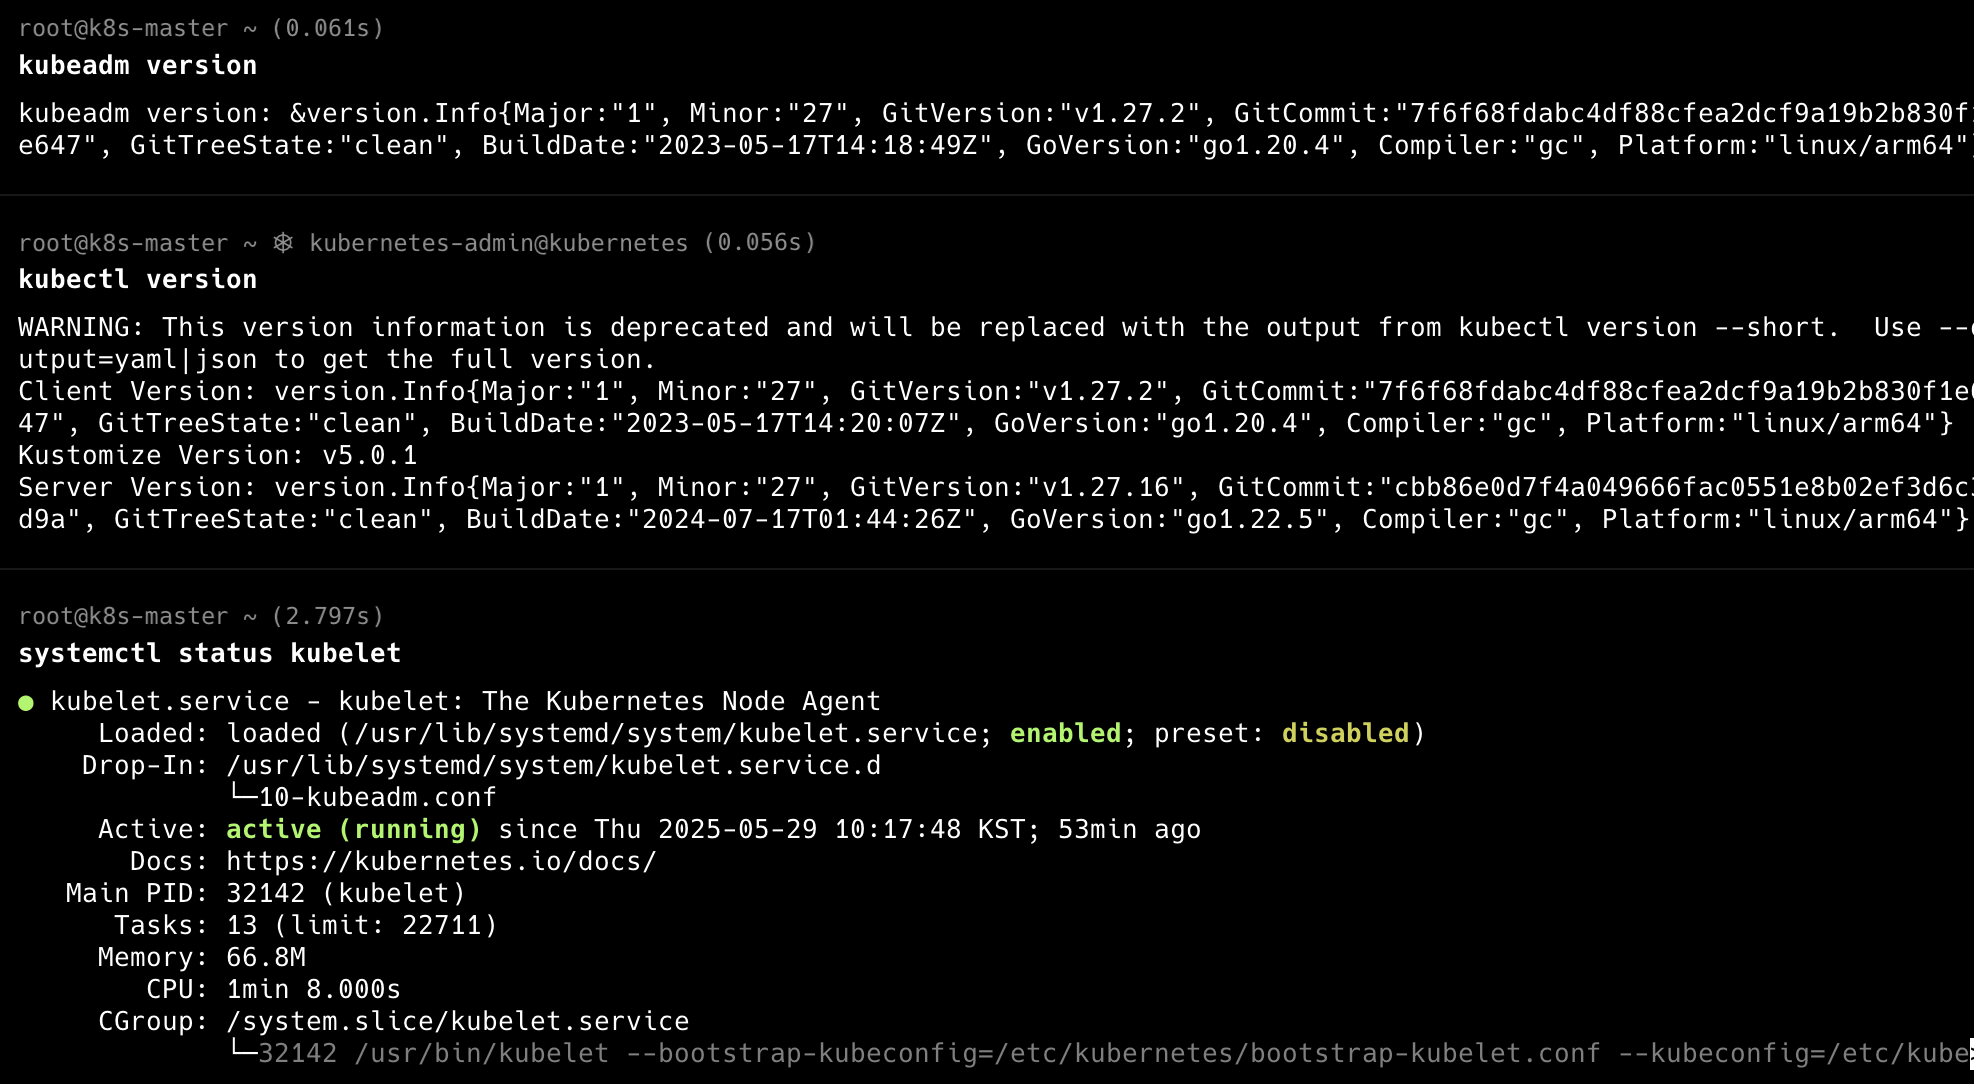 root@k8s-master ~ (0.061s)
kubeadm version
kubeadm version: &version.Info{Major:"1", Minor:"27", GitVersion:"v1.27.2", GitCommit:"7f6f68fdabc4df88cfea2dcf9a19b2b830f
e647", GitTreeState:"clean", BuildDate:"2023-05-17T14:18:49Z", GoVersion:"go1.20.4", Compiler:"gc", Platform:"linux/arm64"
root@k8s-master ~ ⎈ kubernetes-admin@kubernetes (0.056s)
kubectl version
WARNING: This version information is deprecated and will be replaced with the output from kubectl version --short.  Use --o
utput=yaml|json to get the full version.
Client Version: version.Info{Major:"1", Minor:"27", GitVersion:"v1.27.2", GitCommit:"7f6f68fdabc4df88cfea2dcf9a19b2b830f1e6
47", GitTreeState:"clean", BuildDate:"2023-05-17T14:20:07Z", GoVersion:"go1.20.4", Compiler:"gc", Platform:"linux/arm64"}
Kustomize Version: v5.0.1
Server Version: version.Info{Major:"1", Minor:"27", GitVersion:"v1.27.16", GitCommit:"cbb86e0d7f4a049666fac0551e8b02ef3d6c
d9a", GitTreeState:"clean", BuildDate:"2024-07-17T01:44:26Z", GoVersion:"go1.22.5", Compiler:"gc", Platform:"linux/arm64"}
root@k8s-master ~ (2.797s)
systemctl status kubelet
● kubelet.service - kubelet: The Kubernetes Node Agent
Loaded: loaded (/usr/lib/systemd/system/kubelet.service; enabled; preset: disabled)
Drop-In: /usr/lib/systemd/system/kubelet.service.d
└─10-kubeadm.conf
Active: active (running) since Thu 2025-05-29 10:17:48 KST; 53min ago
Docs: https://kubernetes.io/docs/
Main PID: 32142 (kubelet)
Tasks: 13 (limit: 22711)
Memory: 66.8M
CPU: 1min 8.000s
CGroup: /system.slice/kubelet.service
└─32142 /usr/bin/kubelet --bootstrap-kubeconfig=/etc/kubernetes/bootstrap-kubelet.conf --kubeconfig=/etc/kube